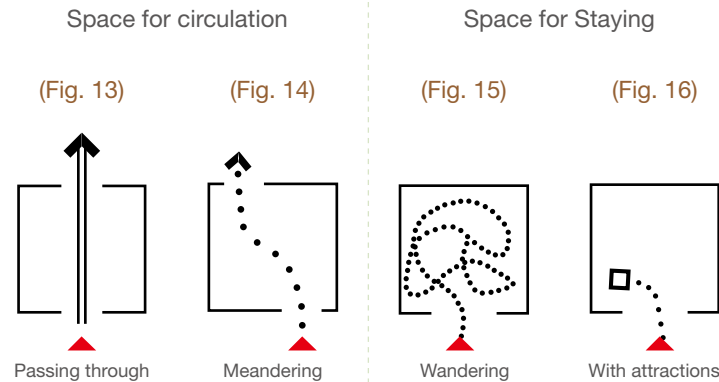 Space for circulation
Space for Staying
(Fig. 13)
(Fig. 14)
(Fig. 15)
(Fig. 16)
Passing through
Meandering
Wandering
With attractions